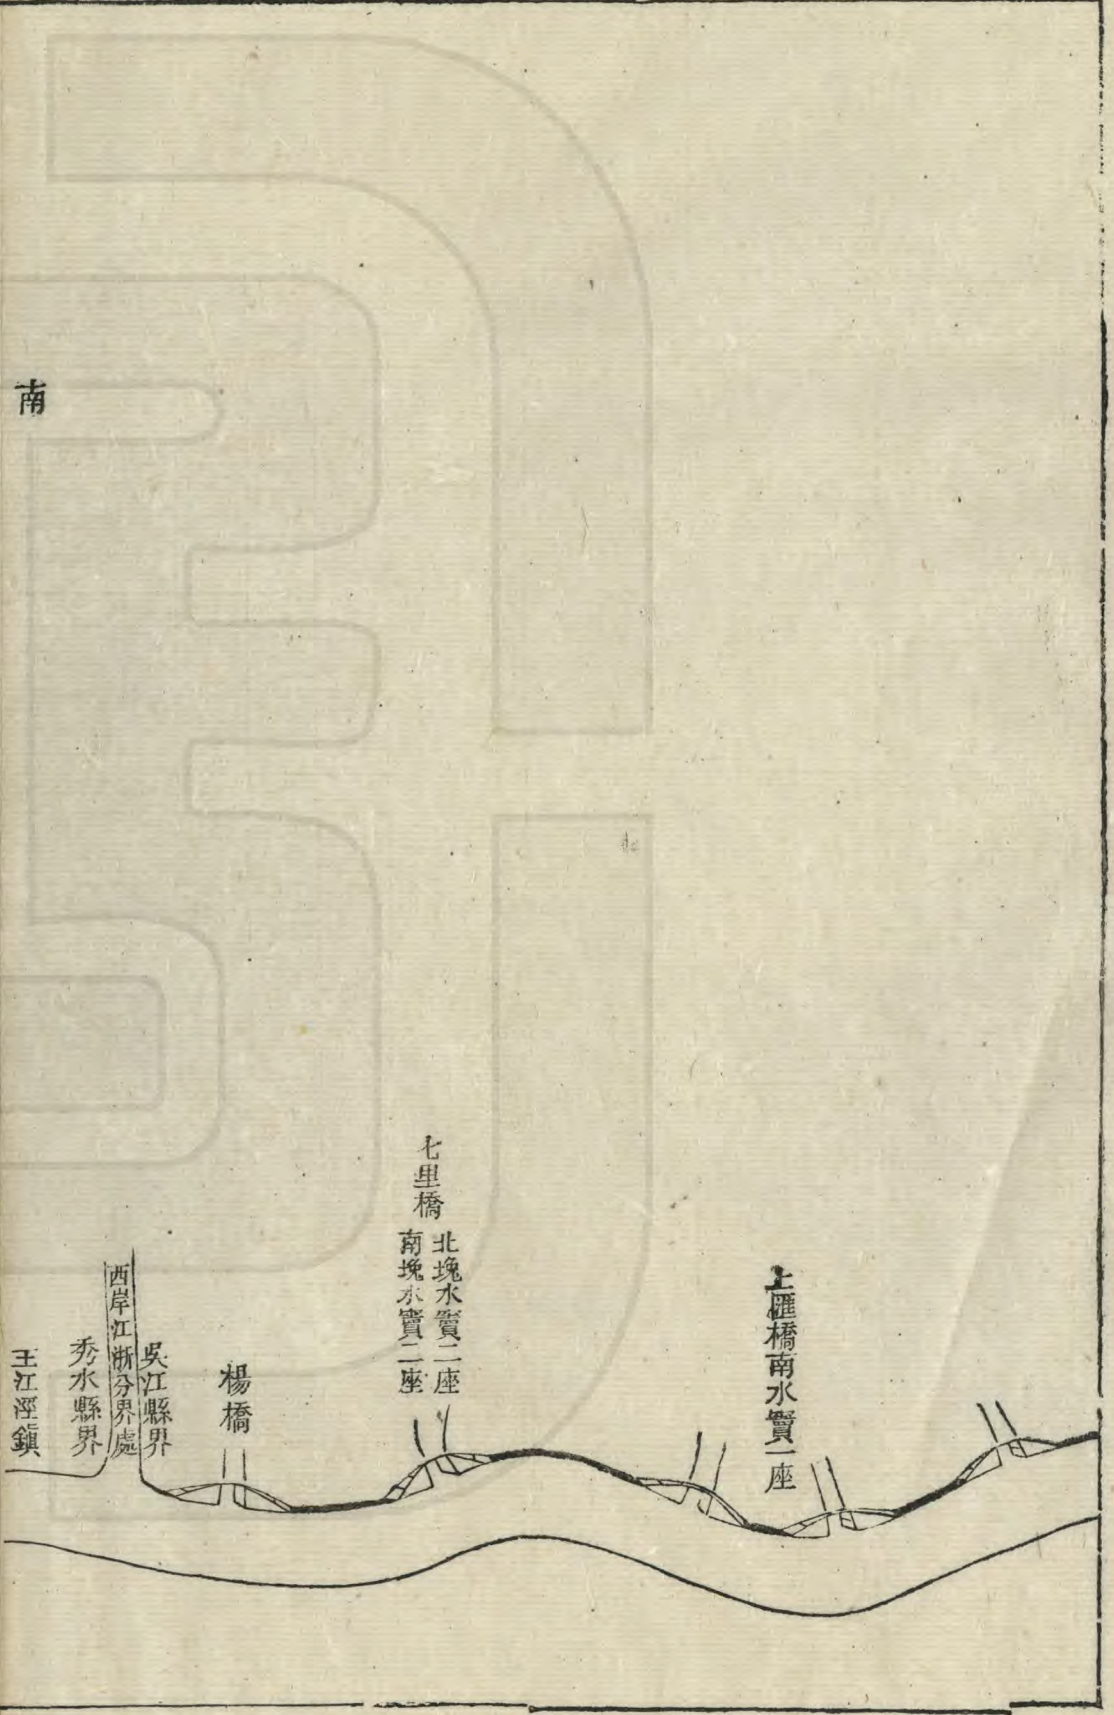 上匯橋南水竇一座
七里橋
北堍水竇二座
南堍水竇二座
楊橋
吳江縣界
西岸江浙分界處
秀水縣界
王江涇鎮
南